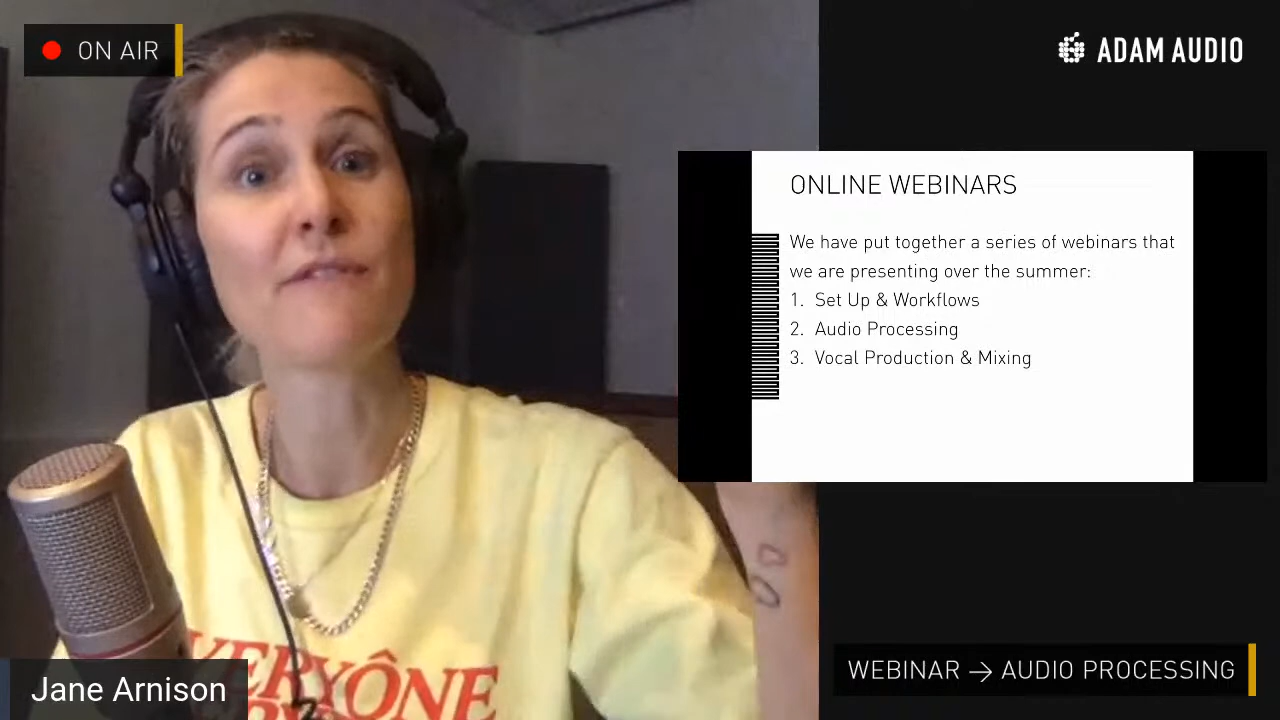 ON AIR
ADAM AUDIO
ONLINE WEBINARS
We have put together a series of webinars that
we are presenting over the summer:
1. Set Up & Workflows
2. Audio Processing
3. Vocal Production & Mixing
Jane Arnison
WEBINAR → AUDIO PROCESSING